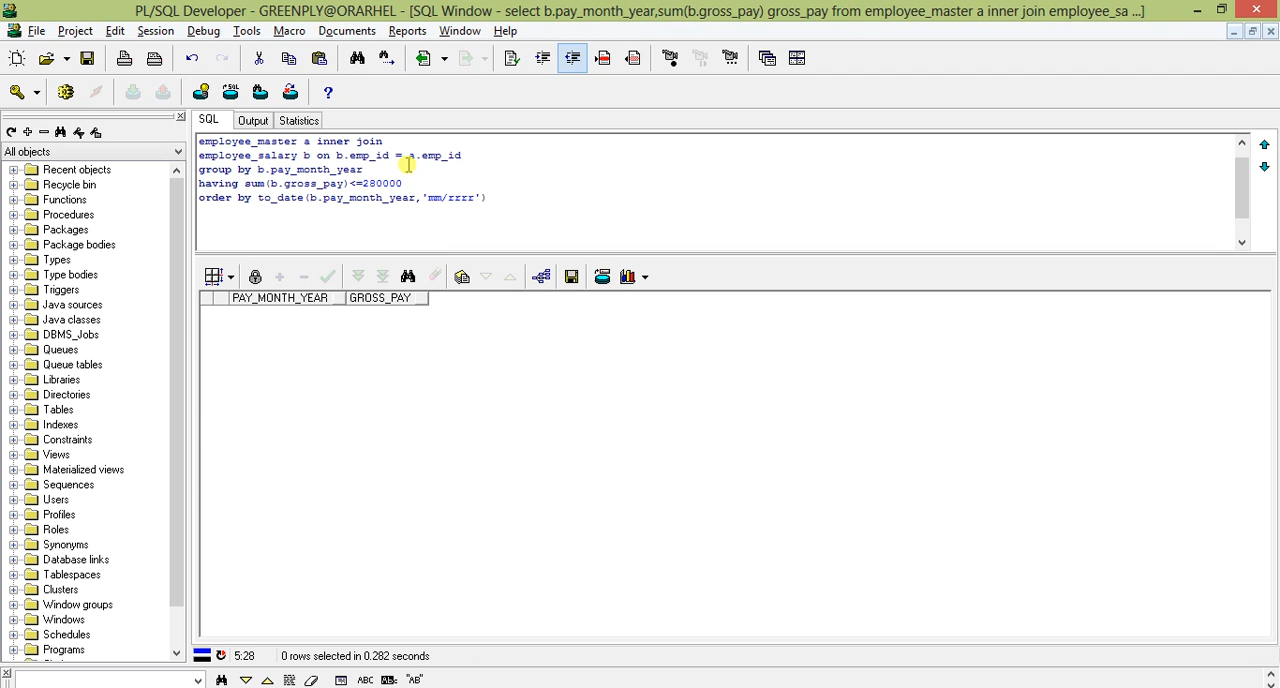 PL/SQL Developer - GREENPLY@ORARHEL - [SQL Window - select b.pay_month_year,sum(b.gross_pay) gross_pay from employee_master a inner join employee_sa ...]
File Project Edit Session Debug Tools Macro Documents Reports Window Help
SQL
?
SQL Output Statistics
All objects
Recent objects
Recycle bin
Functions
Procedures
Packages
Package bodies
Types
Type bodies
Triggers
Java sources
Java classes
DBMS_Jobs
Queues
Queue tables
Libraries
Directories
Tables
Indexes
Constraints
Views
Materialized views
Sequences
Users
Profiles
Roles
Synonyms
Database links
Tablespaces
Clusters
Window groups
Windows
Schedules
Programs
employee_master a inner join
employee_salary b on b.emp_id = a.emp_id
group by b.pay_month_year
having sum(b.gross_pay)<=280000
order by to_date(b.pay_month_year,'mm/rrrr')
PAY_MONTH_YEAR GROSS_PAY
5:28 0 rows selected in 0.282 seconds
ABC "AB"